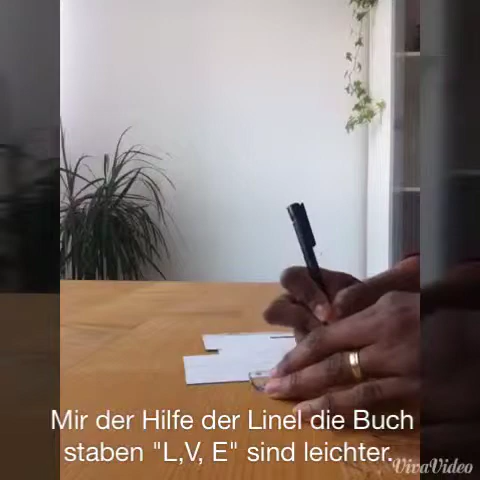 Mir der Hilfe der Linel die Buch
staben "L,V, E" sind leichter.
VivaVideo